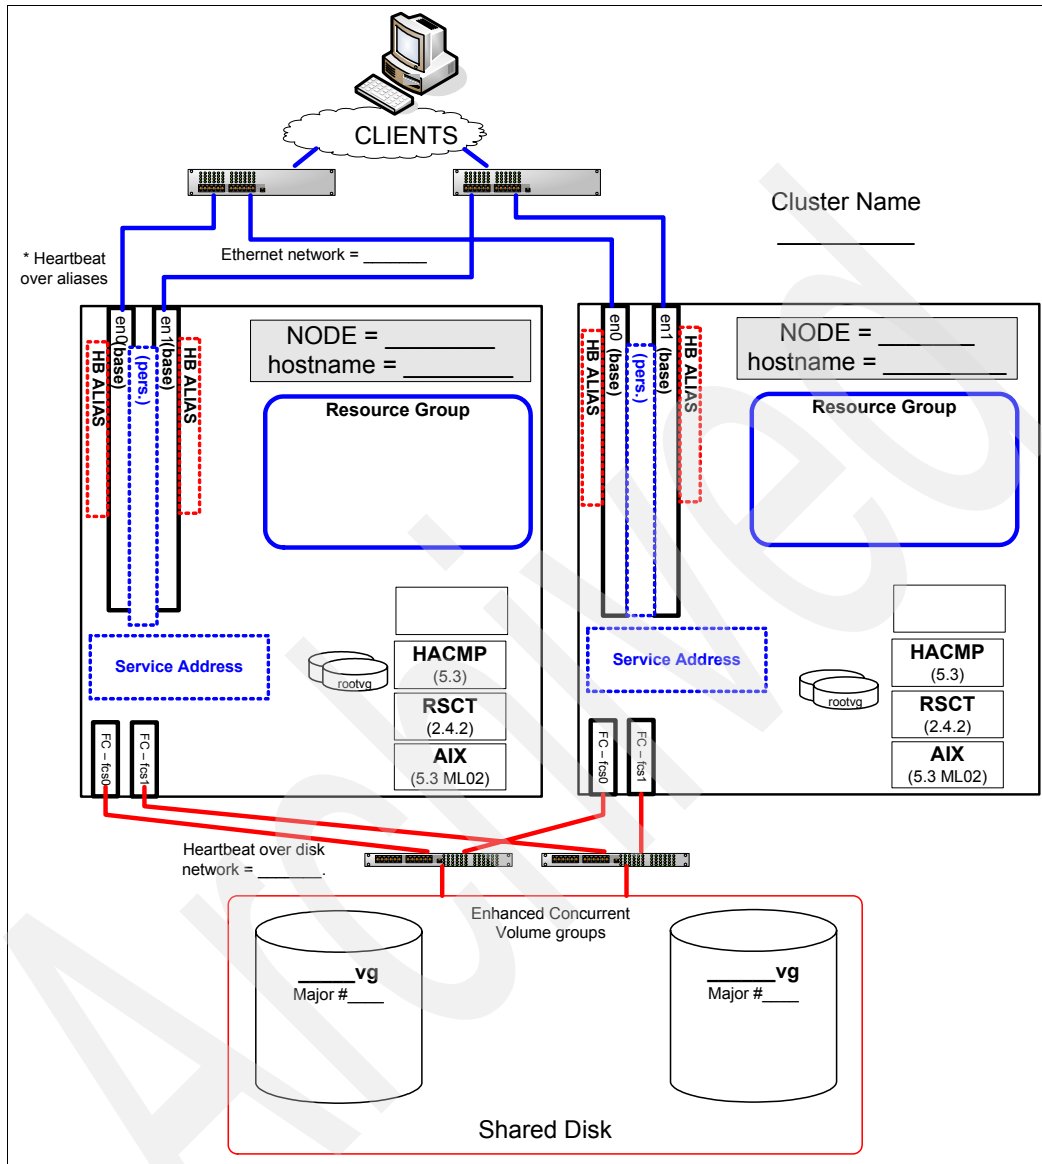 CLIENTS
Cluster Name
* Heartbeat
over aliases
Ethernet network = _______
en0 (base)
en1(base)
HB ALIAS
(pers.)
HB ALIAS
NODE = ________
hostname = ________
Resource Group
Service Address
rootvg
HACMP
(5.3)
RSCT
(2.4.2)
AIX
(5.3 ML02)
FC – fcs0
FC – fcs1
en0 (base)
en1 (base)
HB ALIAS
(pers.)
HB ALIAS
NODE = _______
hostname = _________
Resource Group
Service Address
rootvg
HACMP
(5.3)
RSCT
(2.4.2)
AIX
(5.3 ML02)
FC – fcs0
FC – fcs1
Heartbeat over disk
network = _______.
Enhanced Concurrent
Volume groups
_____vg
Major #____
_____vg
Major #____
Shared Disk
Archived